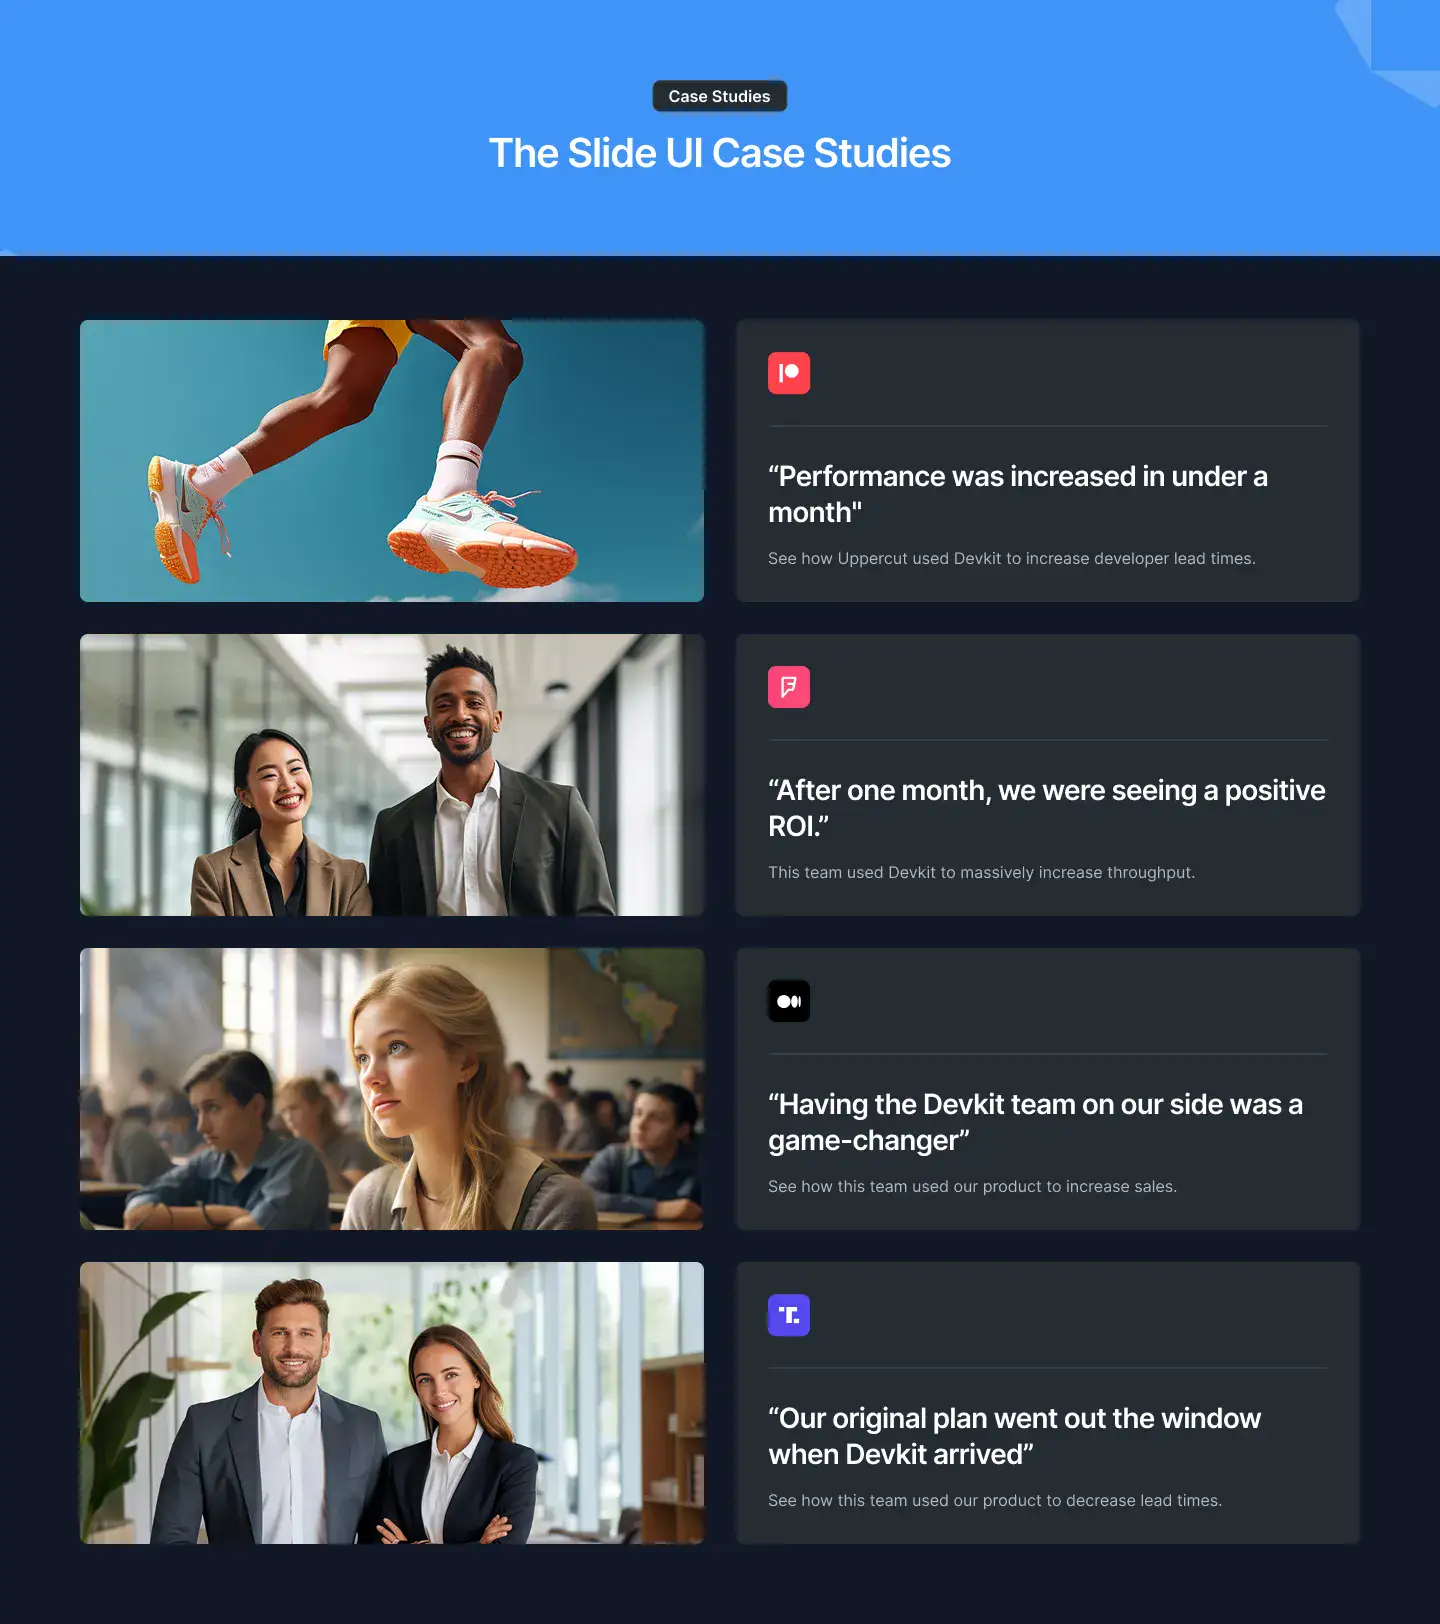 Case Studies
The Slide UI Case Studies
“Performance was increased in under a
month"
See how Uppercut used Devkit to increase developer lead times.
“After one month, we were seeing a positive
ROI.”
This team used Devkit to massively increase throughput.
“Having the Devkit team on our side was a
game-changer”
See how this team used our product to increase sales.
“Our original plan went out the window
when Devkit arrived”
See how this team used our product to decrease lead times.